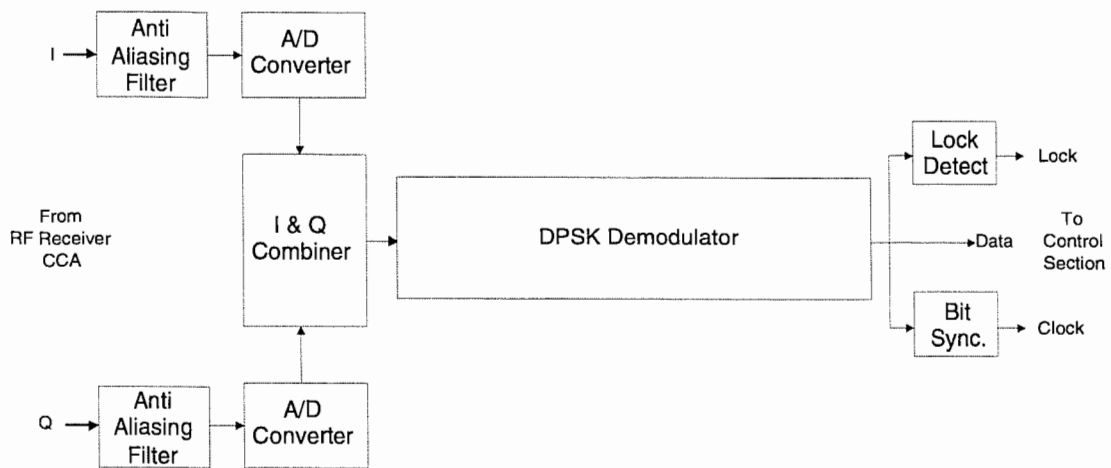 I
Anti
Aliasing
Filter
A/D
Converter
From
RF Receiver
CCA
I & Q
Combiner
DPSK Demodulator
Lock
Detect
Lock
Data
To
Control
Section
Bit
Sync.
Clock
Q
Anti
Aliasing
Filter
A/D
Converter